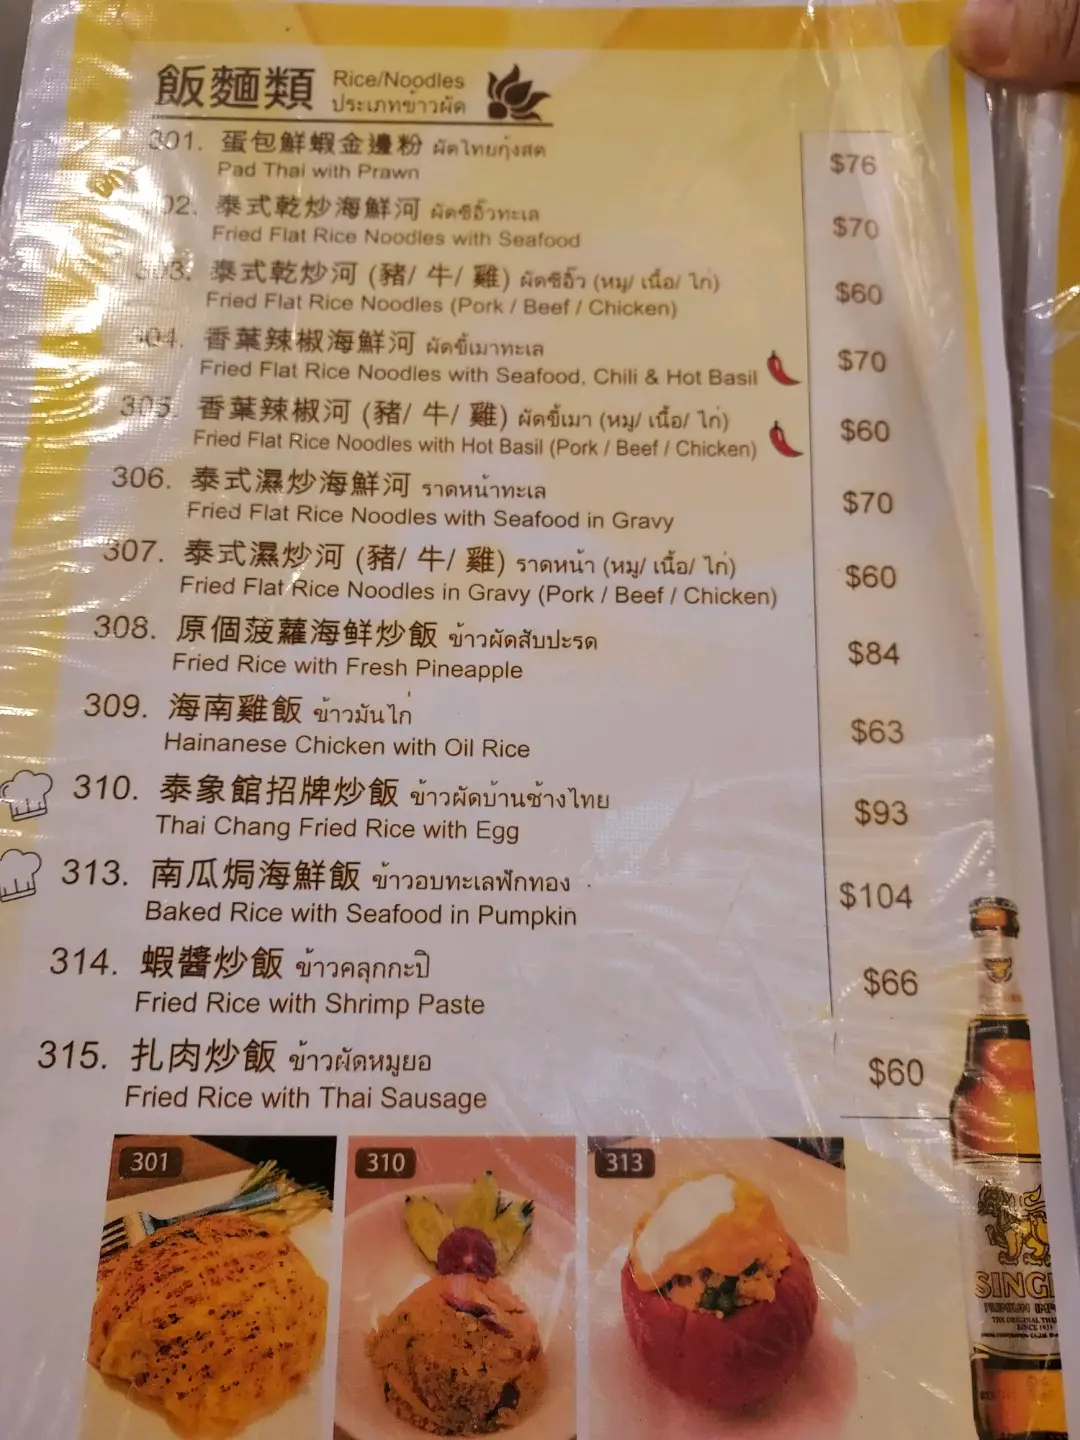 飯麵類 Rice/Noodles
ประเภทข้าวผัด
301. 蛋包鮮蝦金邊粉 ผัดไทยกุ้งสด $76
Pad Thai with Prawn
02. 泰式乾炒海鮮河 ผัดซีอิ๊วทะเล $70
Fried Flat Rice Noodles with Seafood
303. 泰式乾炒河 (豬/ 牛/ 雞) ผัดซีอิ๊ว (หมู/ เนื้อ/ ไก่) $60
Fried Flat Rice Noodles (Pork / Beef / Chicken)
304. 香葉辣椒海鮮河 ผัดขี้เมาทะเล $70
Fried Flat Rice Noodles with Seafood, Chili & Hot Basil
305. 香葉辣椒河 (豬/ 牛/ 雞) ผัดขี้เมา (หมู/ เนื้อ/ ไก่) $60
Fried Flat Rice Noodles with Hot Basil (Pork / Beef / Chicken)
306. 泰式濕炒海鮮河 ราดหน้าทะเล $70
Fried Flat Rice Noodles with Seafood in Gravy
307. 泰式濕炒河 (豬/ 牛/ 雞) ราดหน้า (หมู/ เนื้อ/ ไก่) $60
Fried Flat Rice Noodles in Gravy (Pork / Beef / Chicken)
308. 原個菠蘿海鮮炒飯 ข้าวผัดสับปะรด $84
Fried Rice with Fresh Pineapple
309. 海南雞飯 ข้าวมันไก่ $63
Hainanese Chicken with Oil Rice
310. 泰象館招牌炒飯 ข้าวผัดบ้านช้างไทย $93
Thai Chang Fried Rice with Egg
313. 南瓜焗海鮮飯 ข้าวอบทะเลฟักทอง $104
Baked Rice with Seafood in Pumpkin
314. 蝦醬炒飯 ข้าวคลุกกะปิ $66
Fried Rice with Shrimp Paste
315. 扎肉炒飯 ข้าวผัดหมูยอ $60
Fried Rice with Thai Sausage
301
310
313
SING
PREMIUM IMP
THE ORIGINAL THAI
SINCE 1933